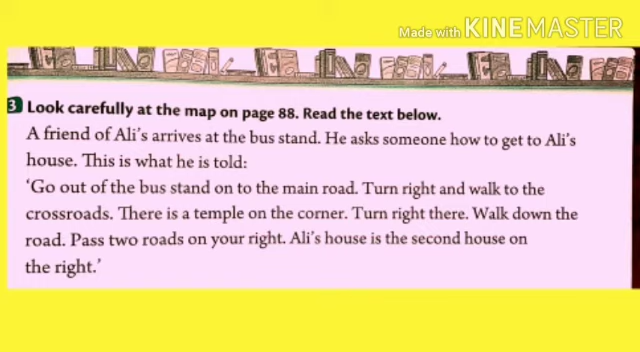 Made with KINEMASTER
3 Look carefully at the map on page 88. Read the text below.
A friend of Ali's arrives at the bus stand. He asks someone how to get to Ali's
house. This is what he is told:
'Go out of the bus stand on to the main road. Turn right and walk to the
crossroads. There is a temple on the corner. Turn right there. Walk down the
road. Pass two roads on your right. Ali's house is the second house on
the right.'